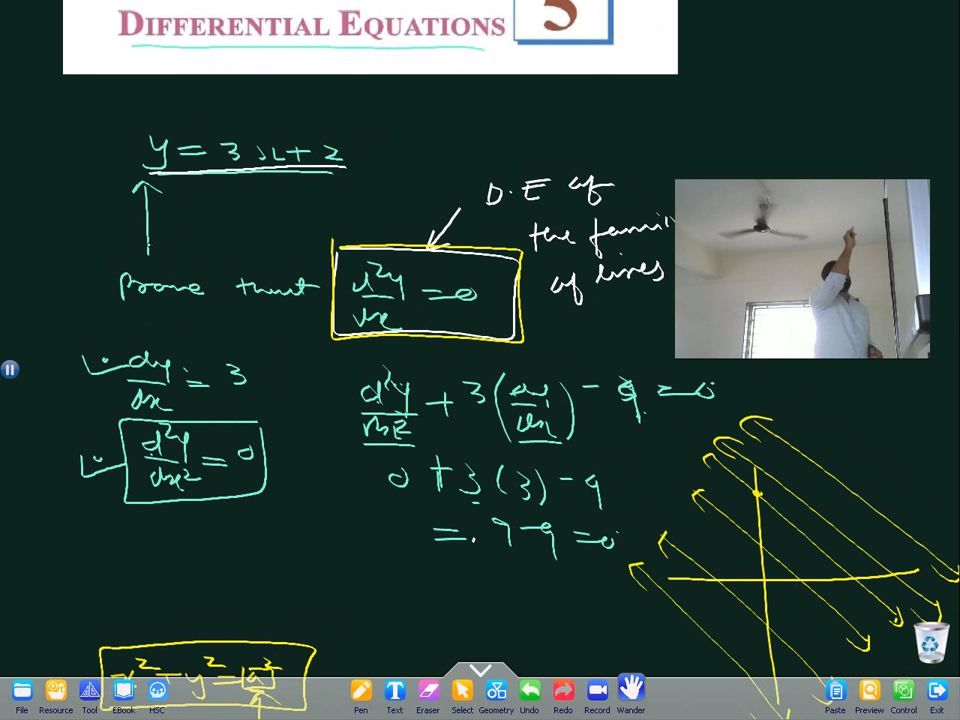 DIFFERENTIAL EQUATIONS 5
y = 3x + 2
D.E of
the famil
of lines
Prove that d²y/dx = 0
dy/dx = 3
d²y/dx² = 0
d²y/dx² + 3(dy/dx) - 9 = 0
0 + 3(3) - 9
= 9 - 9 = 0
File Resource Tool EBook HSC Pen Text Eraser Select Geometry Undo Redo Record Wander Paste Preview Control Exit